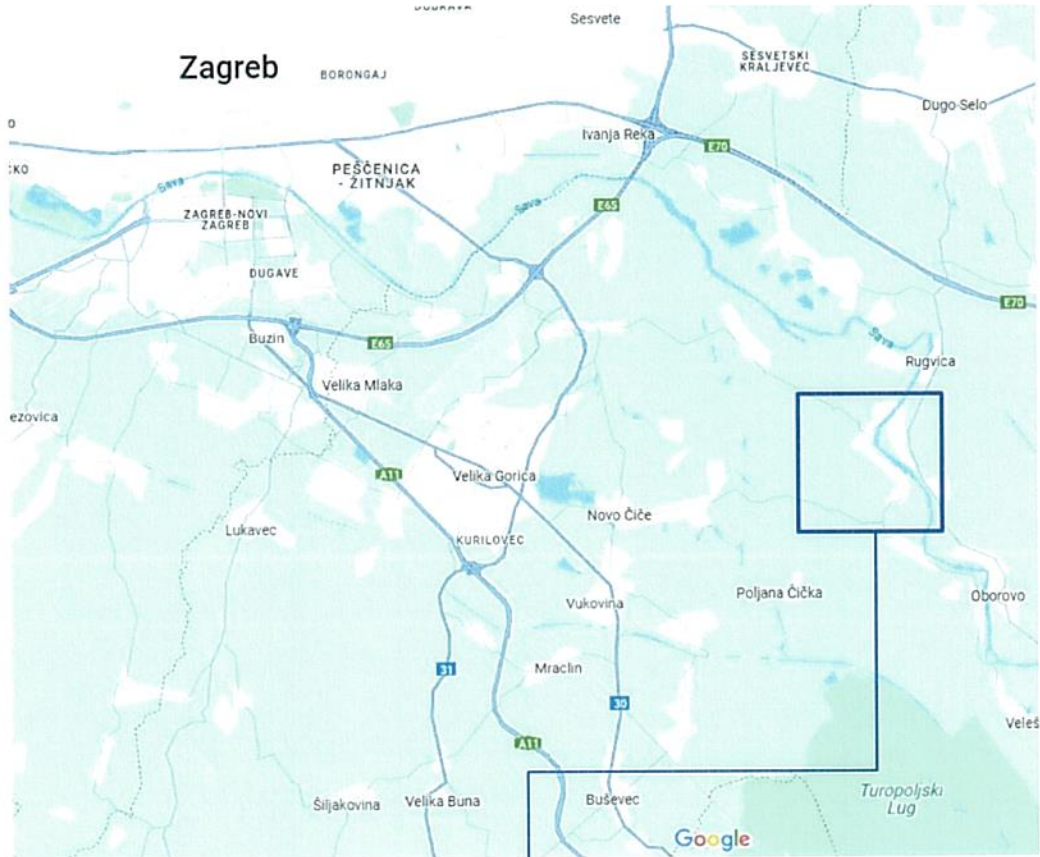 DUBRAVA
Sesvete
Zagreb
BORONGAJ
SESVETSKI
KRALJEVEC
Dugo Selo
Ivanja Reka
E70
PEŠČENICA
- ŽITNJAK
Sava
Sava
E65
ZAGREB-NOVI
ZAGREB
DUGAVE
E70
Buzin
E65
Sava
Rugvica
Velika Mlaka
ezovica
A11
Velika Gorica
Novo Čiče
Lukavec
KURILOVEC
Vukovina
Poljana Čička
Oborovo
31
Mraclin
30
Veleš
A11
Šiljakovina
Velika Buna
Buševec
Turopoljski
Lug
Google